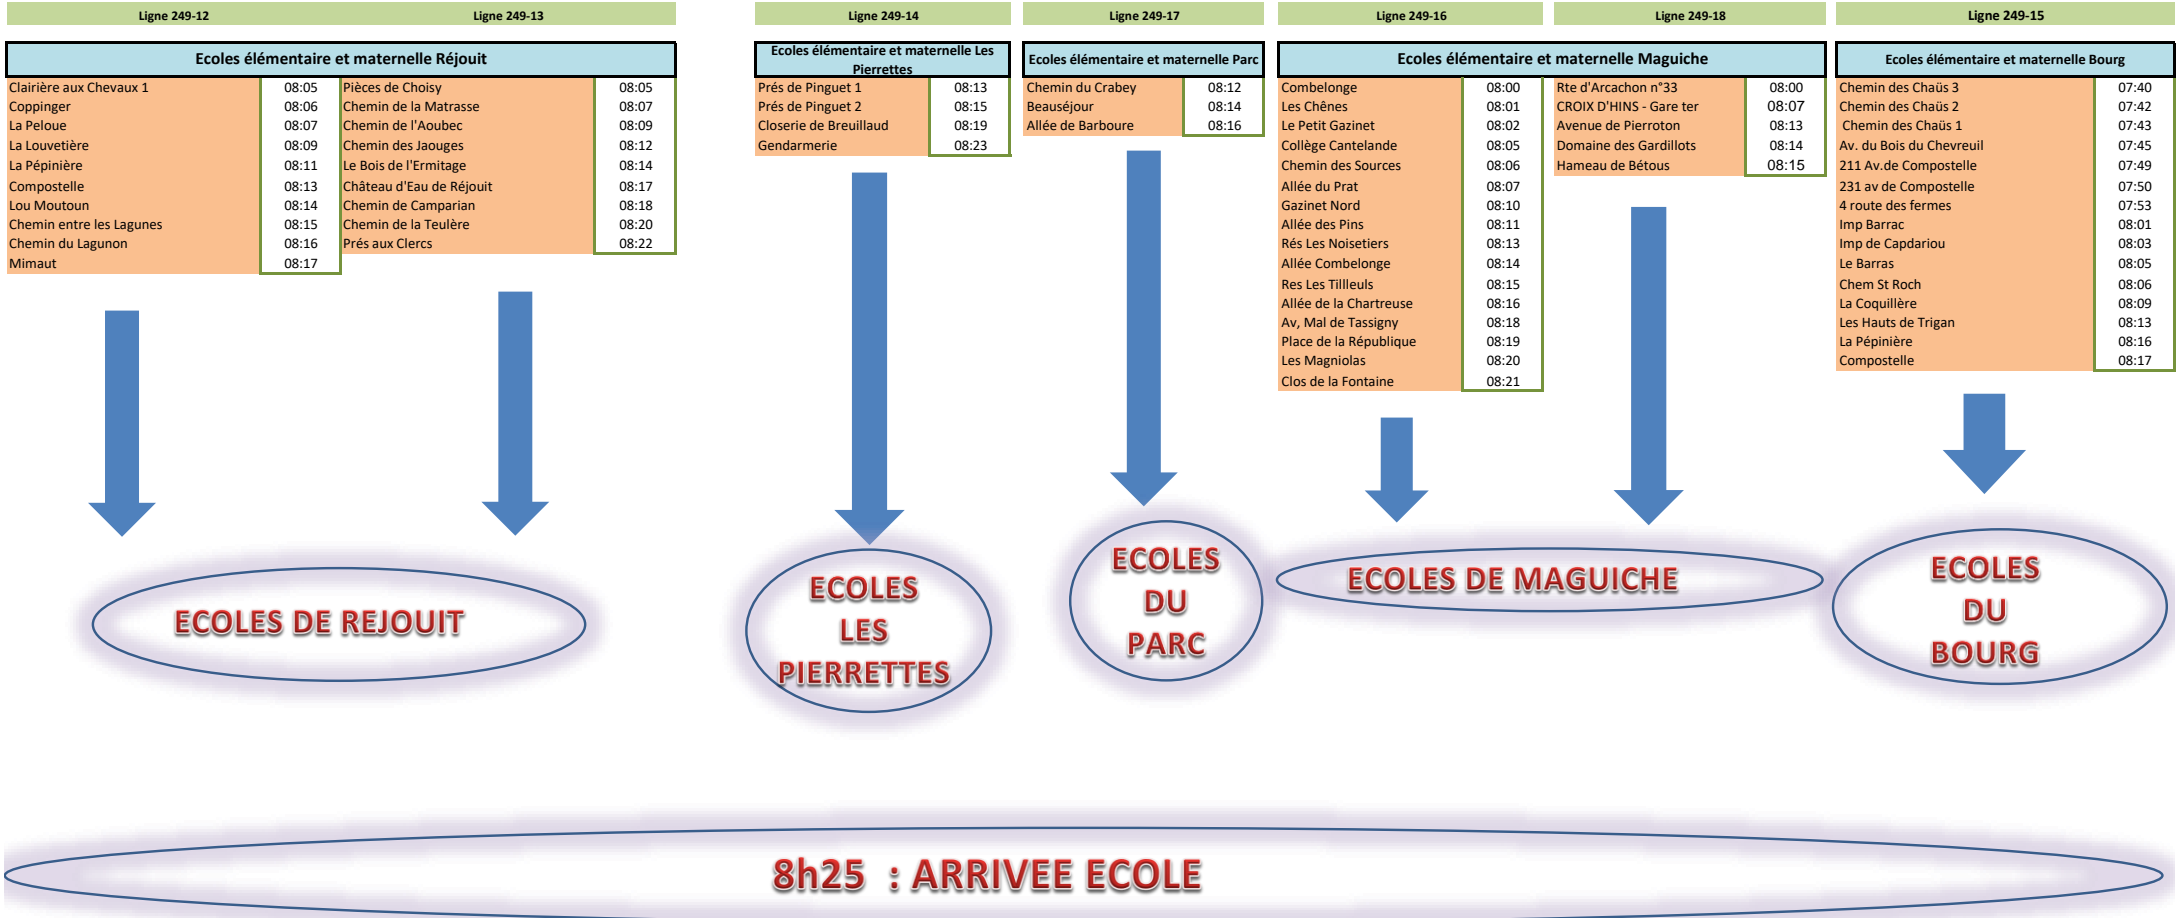 Ligne 249-12
Ligne 249-13
Ligne 249-14
Ligne 249-17
Ligne 249-16
Ligne 249-18
Ligne 249-15
Ecoles élémentaire et maternelle Réjouit
Clairière aux Chevaux 1 08:05
Coppinger 08:06
La Peloue 08:07
La Louvetière 08:09
La Pépinière 08:11
Compostelle 08:13
Lou Moutoun 08:14
Chemin entre les Lagunes 08:15
Chemin du Lagunon 08:16
Mimaut 08:17
Pièces de Choisy 08:05
Chemin de la Matrasse 08:07
Chemin de l'Aoubec 08:09
Chemin des Jaouges 08:12
Le Bois de l'Ermitage 08:14
Château d'Eau de Réjouit 08:17
Chemin de Camparian 08:18
Chemin de la Teulère 08:20
Prés aux Clercs 08:22
Ecoles élémentaire et maternelle Les
Pierrettes
Prés de Pinguet 1 08:13
Prés de Pinguet 2 08:15
Closerie de Breuillaud 08:19
Gendarmerie 08:23
Ecoles élémentaire et maternelle Parc
Chemin du Crabey 08:12
Beauséjour 08:14
Allée de Barboure 08:16
Ecoles élémentaire et maternelle Maguiche
Combelonge 08:00
Les Chênes 08:01
Le Petit Gazinet 08:02
Collège Cantelande 08:05
Chemin des Sources 08:06
Allée du Prat 08:07
Gazinet Nord 08:10
Allée des Pins 08:11
Rés Les Noisetiers 08:13
Allée Combelonge 08:14
Res Les Tillleuls 08:15
Allée de la Chartreuse 08:16
Av, Mal de Tassigny 08:18
Place de la République 08:19
Les Magniolas 08:20
Clos de la Fontaine 08:21
Rte d'Arcachon n°33 08:00
CROIX D'HINS - Gare ter 08:07
Avenue de Pierroton 08:13
Domaine des Gardillots 08:14
Hameau de Bétous 08:15
Ecoles élémentaire et maternelle Bourg
Chemin des Chaüs 3 07:40
Chemin des Chaüs 2 07:42
Chemin des Chaüs 1 07:43
Av. du Bois du Chevreuil 07:45
211 Av.de Compostelle 07:49
231 av de Compostelle 07:50
4 route des fermes 07:53
Imp Barrac 08:01
Imp de Capdariou 08:03
Le Barras 08:05
Chem St Roch 08:06
La Coquillère 08:09
Les Hauts de Trigan 08:13
La Pépinière 08:16
Compostelle 08:17
ECOLES DE REJOUIT
ECOLES
LES
PIERRETTES
ECOLES
DU
PARC
ECOLES DE MAGUICHE
ECOLES
DU
BOURG
8h25 : ARRIVEE ECOLE